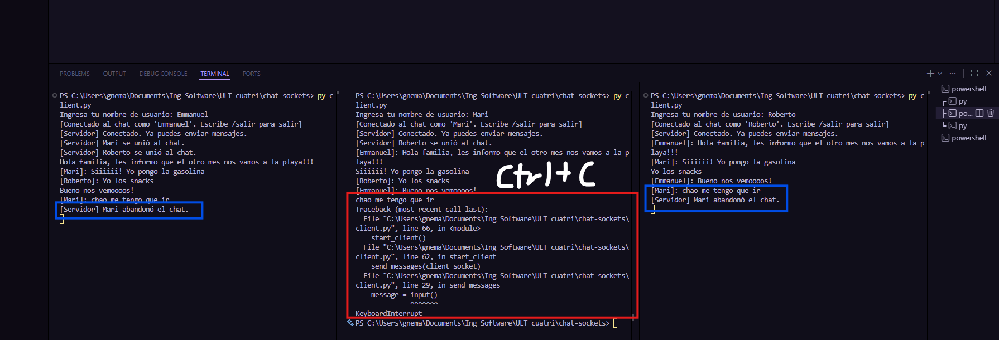 PROBLEMS OUTPUT DEBUG CONSOLE TERMINAL PORTS
PS C:\Users\gnema\Documents\Ing Software\ULT cuatri\chat-sockets> py c
lient.py
Ingresa tu nombre de usuario: Emmanuel
[Conectado al chat como 'Emmanuel'. Escribe /salir para salir]
[Servidor] Conectado. Ya puedes enviar mensajes.
[Servidor] Mari se unió al chat.
[Servidor] Roberto se unió al chat.
Hola familia, les informo que el otro mes nos vamos a la playa!!!
[Mari]: Siiiiii! Yo pongo la gasolina
[Roberto]: Yo los snacks
Bueno nos vemoooos!
[Mari]: chao me tengo que ir
[Servidor] Mari abandonó el chat.
PS C:\Users\gnema\Documents\Ing Software\ULT cuatri\chat-sockets> py c
lient.py
Ingresa tu nombre de usuario: Mari
[Conectado al chat como 'Mari'. Escribe /salir para salir]
[Servidor] Conectado. Ya puedes enviar mensajes.
[Servidor] Roberto se unió al chat.
[Emmanuel]: Hola familia, les informo que el otro mes nos vamos a la p
laya!!!
Siiiiii! Yo pongo la gasolina
[Roberto]: Yo los snacks
[Emmanuel]: Bueno nos vemoooos!
Ctrl+C
chao me tengo que ir
Traceback (most recent call last):
  File "C:\Users\gnema\Documents\Ing Software\ULT cuatri\chat-sockets\
client.py", line 66, in <module>
    start_client()
  File "C:\Users\gnema\Documents\Ing Software\ULT cuatri\chat-sockets\
client.py", line 62, in start_client
    send_messages(client_socket)
  File "C:\Users\gnema\Documents\Ing Software\ULT cuatri\chat-sockets\
client.py", line 29, in send_messages
    message = input()
              ^^^^^^^
KeyboardInterrupt
PS C:\Users\gnema\Documents\Ing Software\ULT cuatri\chat-sockets>
PS C:\Users\gnema\Documents\Ing Software\ULT cuatri\chat-sockets> py c
lient.py
Ingresa tu nombre de usuario: Roberto
[Conectado al chat como 'Roberto'. Escribe /salir para salir]
[Servidor] Conectado. Ya puedes enviar mensajes.
[Emmanuel]: Hola familia, les informo que el otro mes nos vamos a la p
laya!!!
[Mari]: Siiiiii! Yo pongo la gasolina
Yo los snacks
[Emmanuel]: Bueno nos vemoooos!
[Mari]: chao me tengo que ir
[Servidor] Mari abandonó el chat.
powershell
py
po...
py
powershell